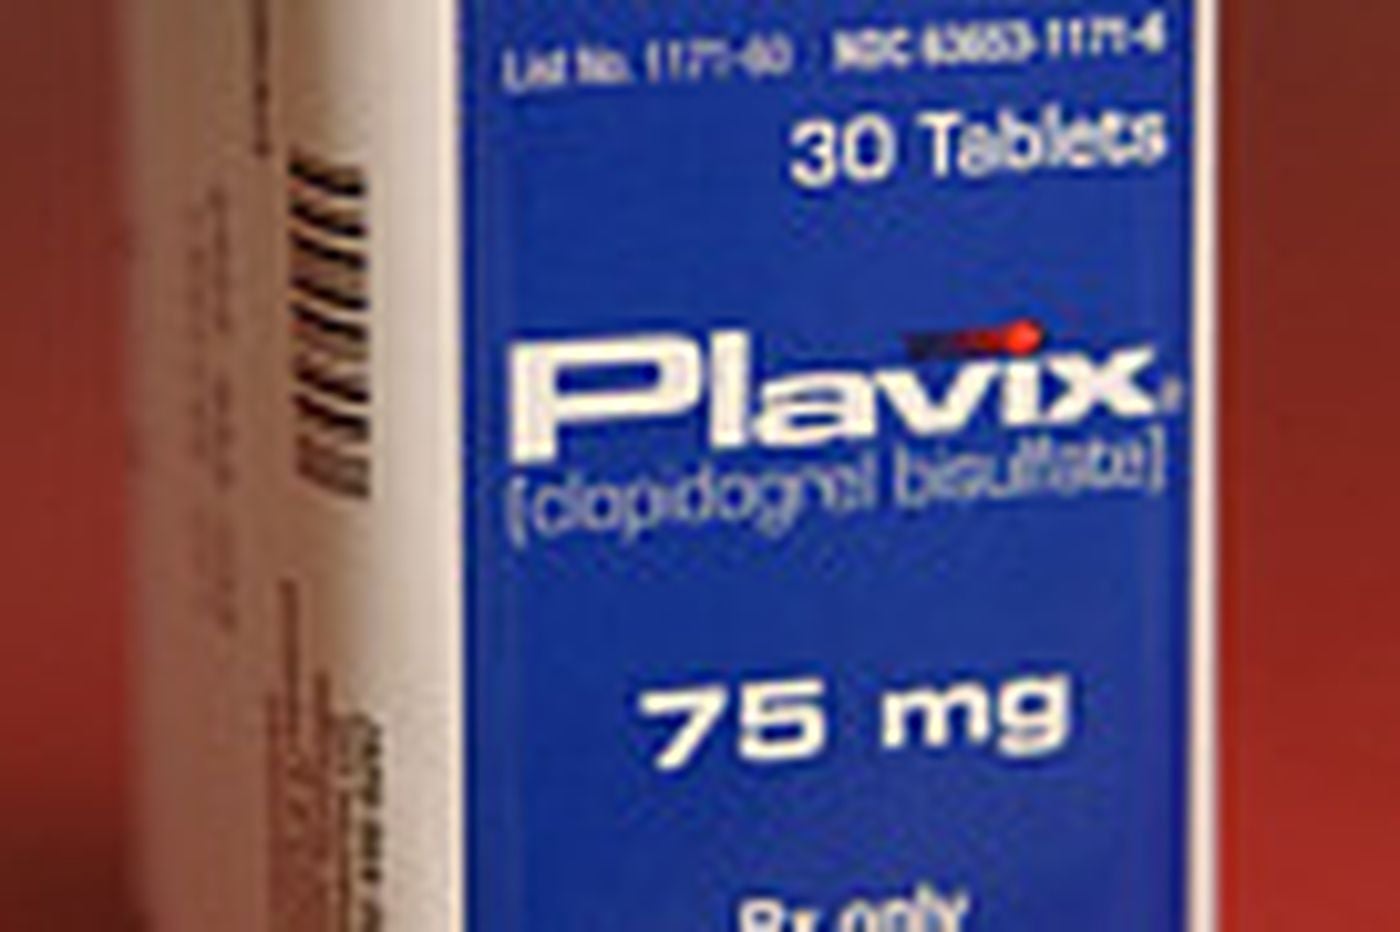 List No. 1171-60 NDC 63653-1171-6
30 Tablets
Plavix®
(clopidogrel bisulfate)
75 mg
Rx only